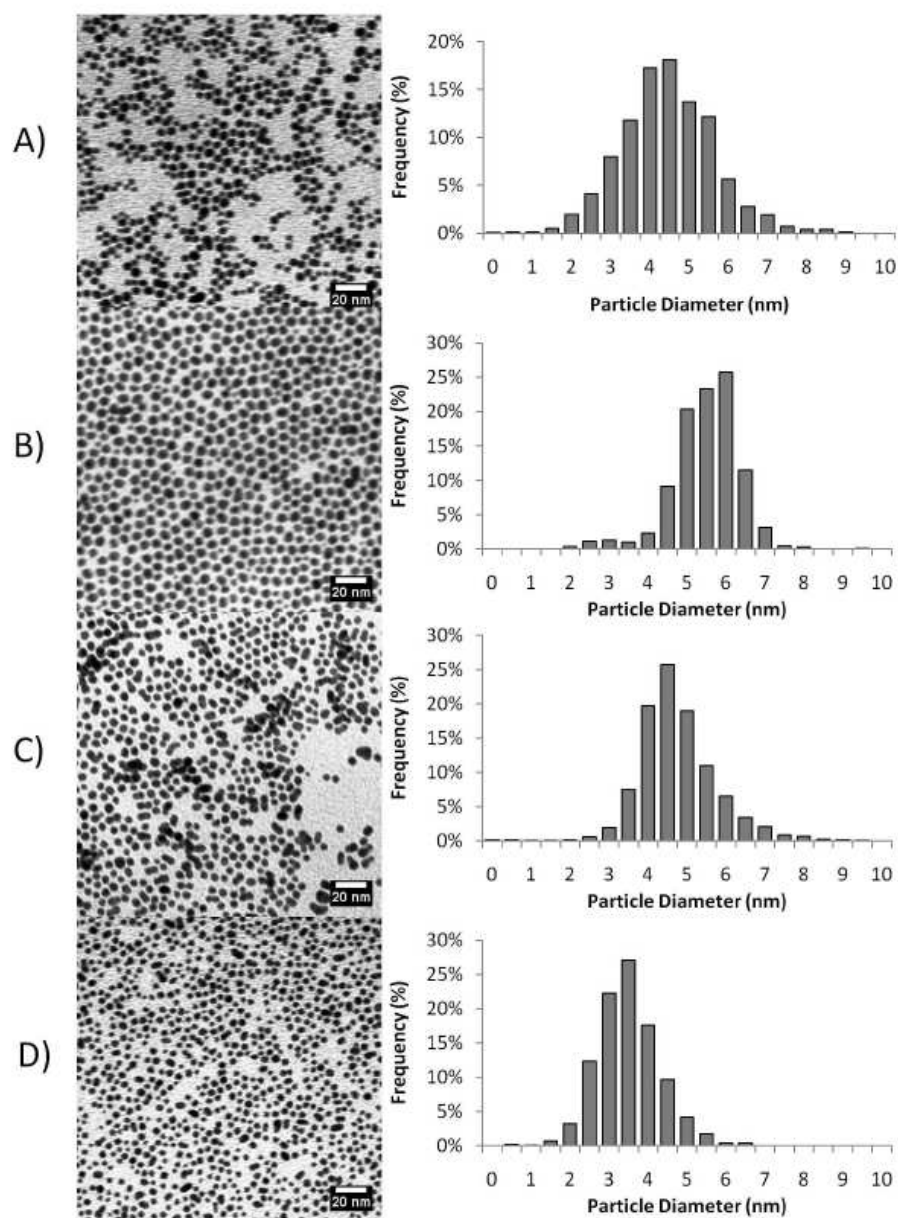 A)
20 nm
Frequency (%)
20%
15%
10%
5%
0%
0 1 2 3 4 5 6 7 8 9 10
Particle Diameter (nm)
B)
20 nm
Frequency (%)
30%
25%
20%
15%
10%
5%
0%
0 1 2 3 4 5 6 7 8 9 10
Particle Diameter (nm)
C)
20 nm
Frequency (%)
30%
25%
20%
15%
10%
5%
0%
0 1 2 3 4 5 6 7 8 9 10
Particle Diameter (nm)
D)
20 nm
Frequency (%)
30%
25%
20%
15%
10%
5%
0%
0 1 2 3 4 5 6 7 8 9 10
Particle Diameter (nm)